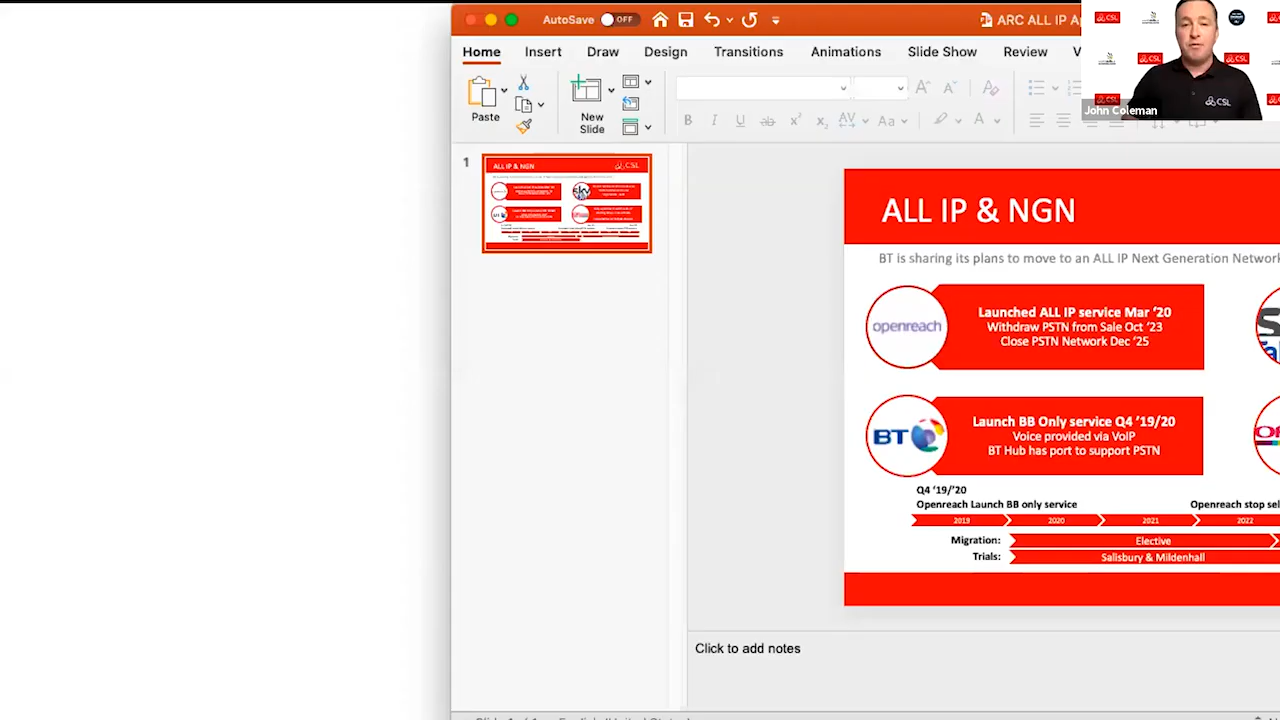 AutoSave OFF
ARC ALL IP
John Coleman
CSL
Home Insert Draw Design Transitions Animations Slide Show Review
Paste
New
Slide
1
ALL IP & NGN
CSL
ALL IP & NGN
BT is sharing its plans to move to an ALL IP Next Generation Network
openreach
Launched ALL IP service Mar '20
Withdraw PSTN from Sale Oct '23
Close PSTN Network Dec '25
BT
Launch BB Only service Q4 '19/20
Voice provided via VoIP
BT Hub has port to support PSTN
Q4 '19/'20
Openreach Launch BB only service
Openreach stop sel
2019 2020 2021 2022
Migration: Elective
Trials: Salisbury & Mildenhall
Click to add notes